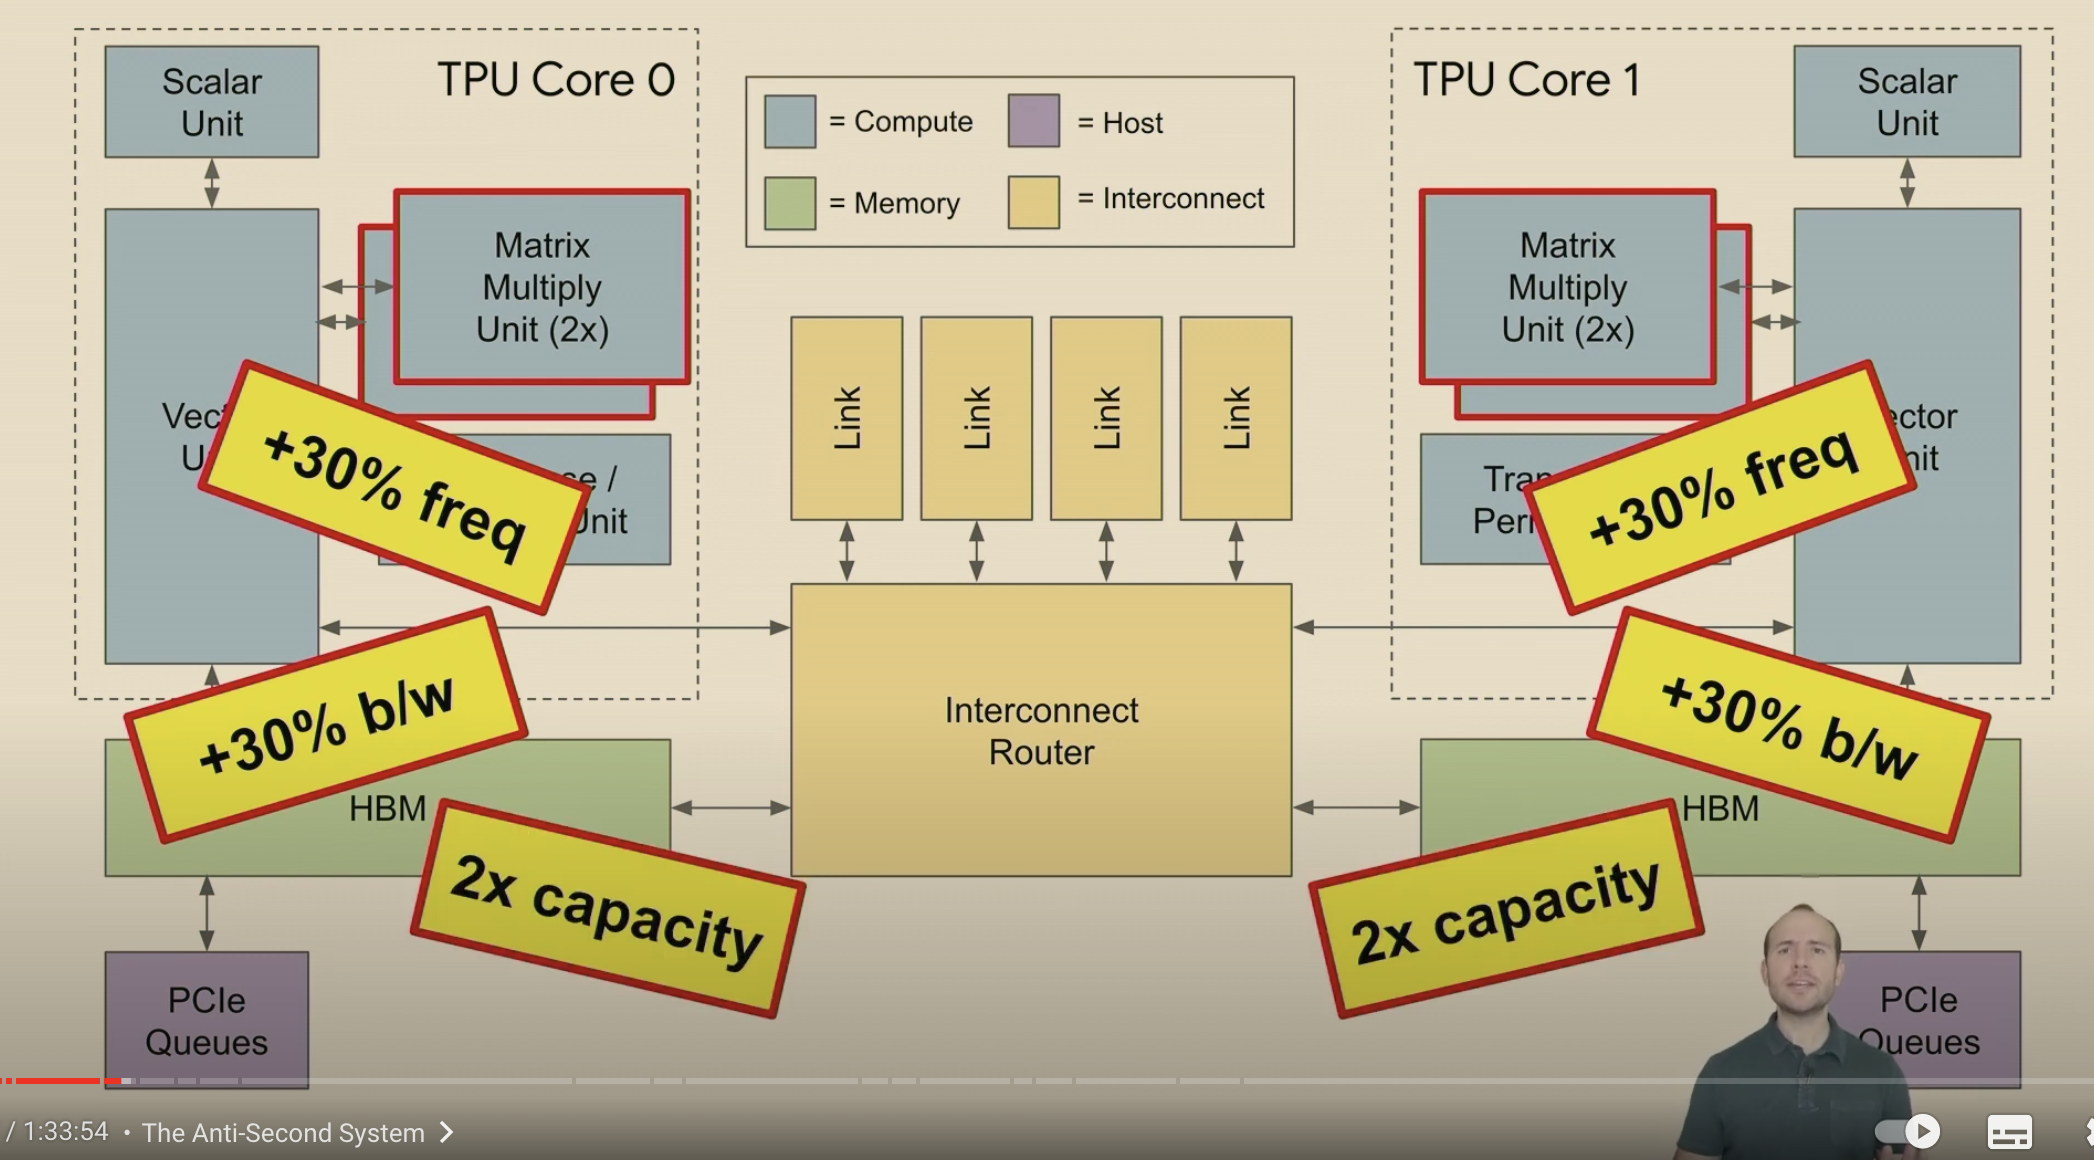 Scalar
Unit
TPU Core 0
= Compute
= Host
= Memory
= Interconnect
TPU Core 1
Scalar
Unit
Matrix
Multiply
Unit (2x)
Matrix
Multiply
Unit (2x)
Link
Link
Link
Link
+30% freq
+30% freq
+30% b/w
+30% b/w
Interconnect
Router
HBM
HBM
2x capacity
2x capacity
PCIe
Queues
PCIe
Queues
/ 1:33:54 • The Anti-Second System